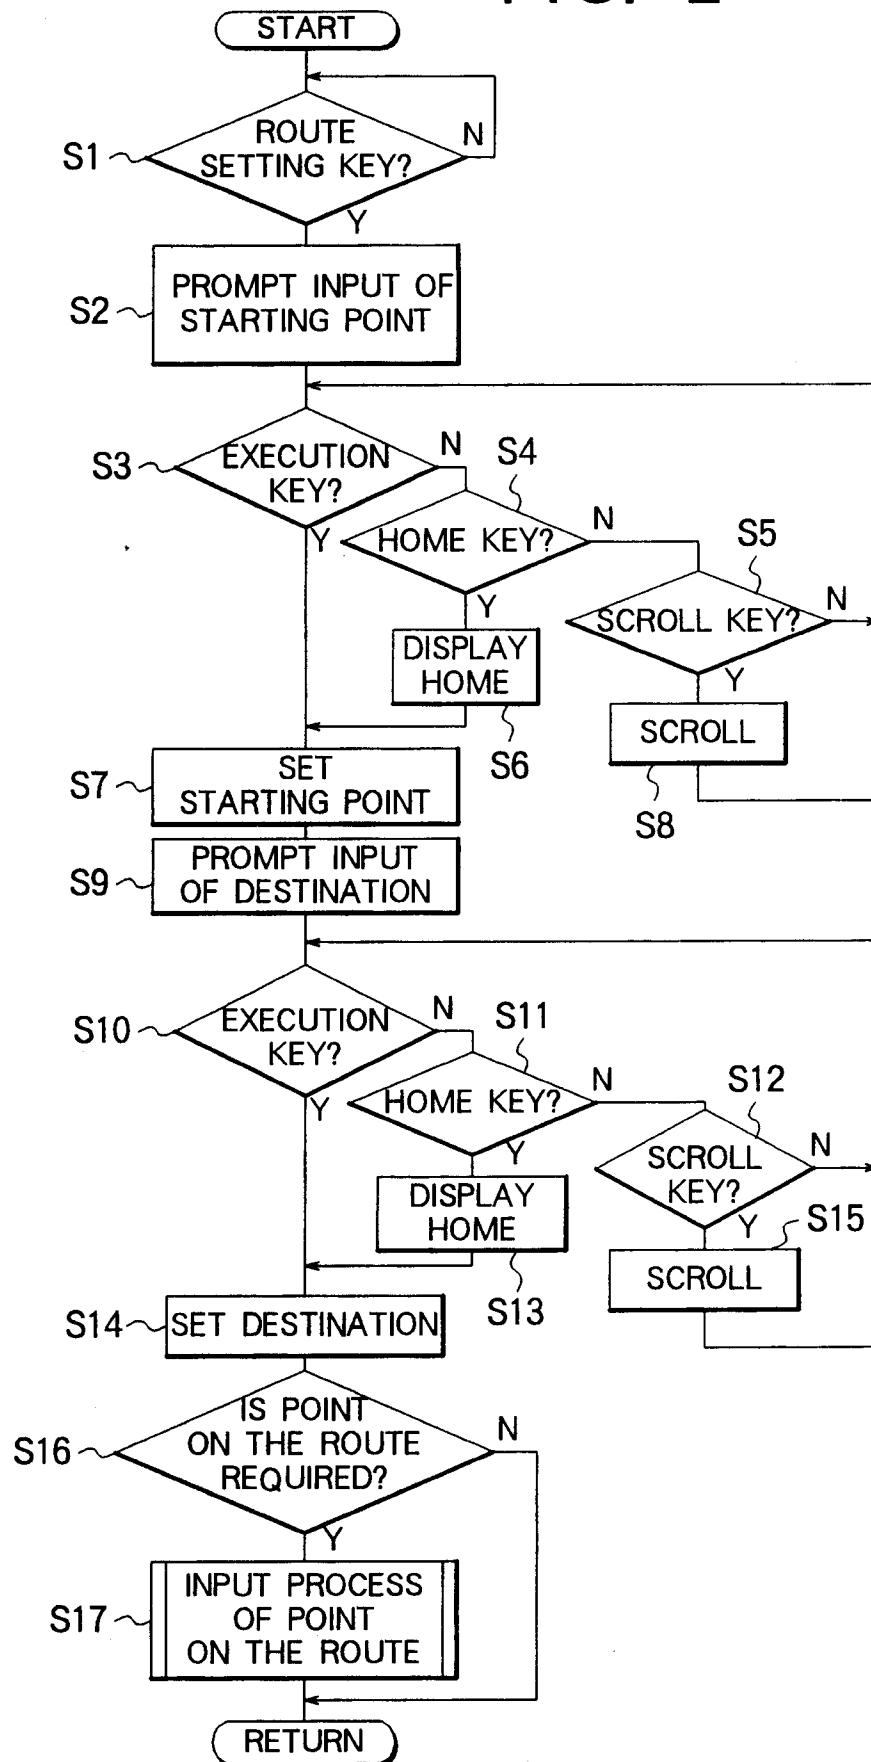 START
ROUTE
SETTING KEY?
N
S1
Y
PROMPT INPUT OF
STARTING POINT
S2
EXECUTION
KEY?
N
S3
Y
S4
HOME KEY?
N
Y
S5
SCROLL KEY?
N
Y
DISPLAY
HOME
S6
SCROLL
S8
S7
SET
STARTING POINT
S9
PROMPT INPUT
OF DESTINATION
S10
EXECUTION
KEY?
N
Y
S11
HOME KEY?
N
Y
S12
SCROLL
KEY?
N
Y
DISPLAY
HOME
S13
S15
SCROLL
S14
SET DESTINATION
S16
IS POINT
ON THE ROUTE
REQUIRED?
N
Y
S17
INPUT PROCESS
OF POINT
ON THE ROUTE
RETURN